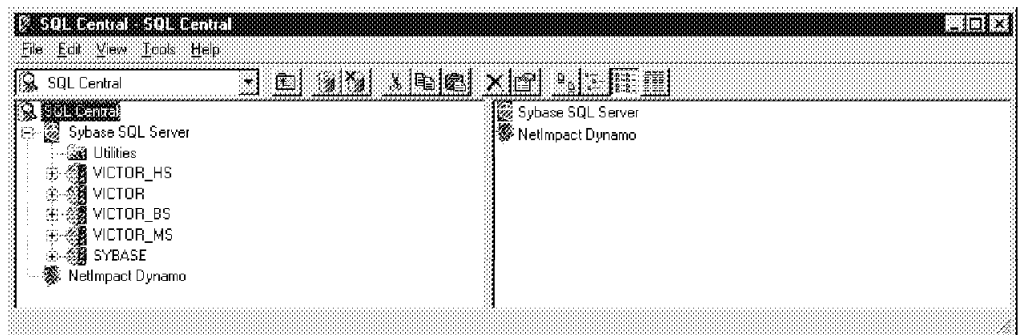 SQL Central - SQL Central
File Edit View Tools Help
SQL Central
SQL Central
Sybase SQL Server
Utilities
VICTOR_HS
VICTOR
VICTOR_BS
VICTOR_MS
SYBASE
NetImpact Dynamo
Sybase SQL Server
NetImpact Dynamo